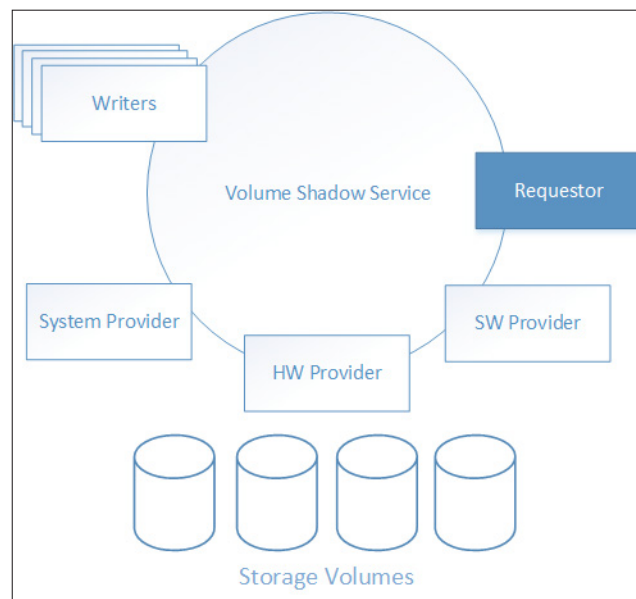 Writers
Volume Shadow Service
Requestor
System Provider
SW Provider
HW Provider
Storage Volumes